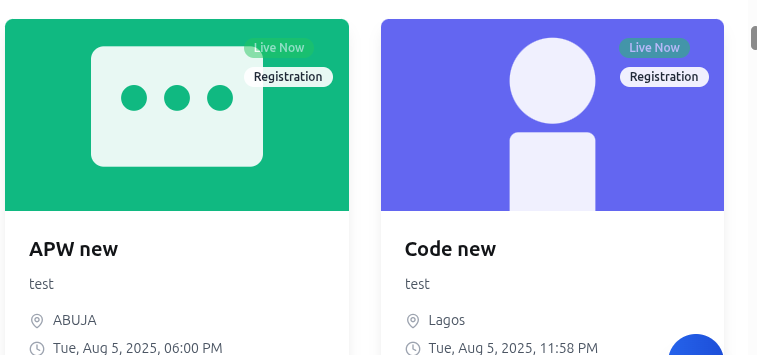 Live Now
Registration
APW new
test
ABUJA
Tue, Aug 5, 2025, 06:00 PM
Live Now
Registration
Code new
test
Lagos
Tue, Aug 5, 2025, 11:58 PM